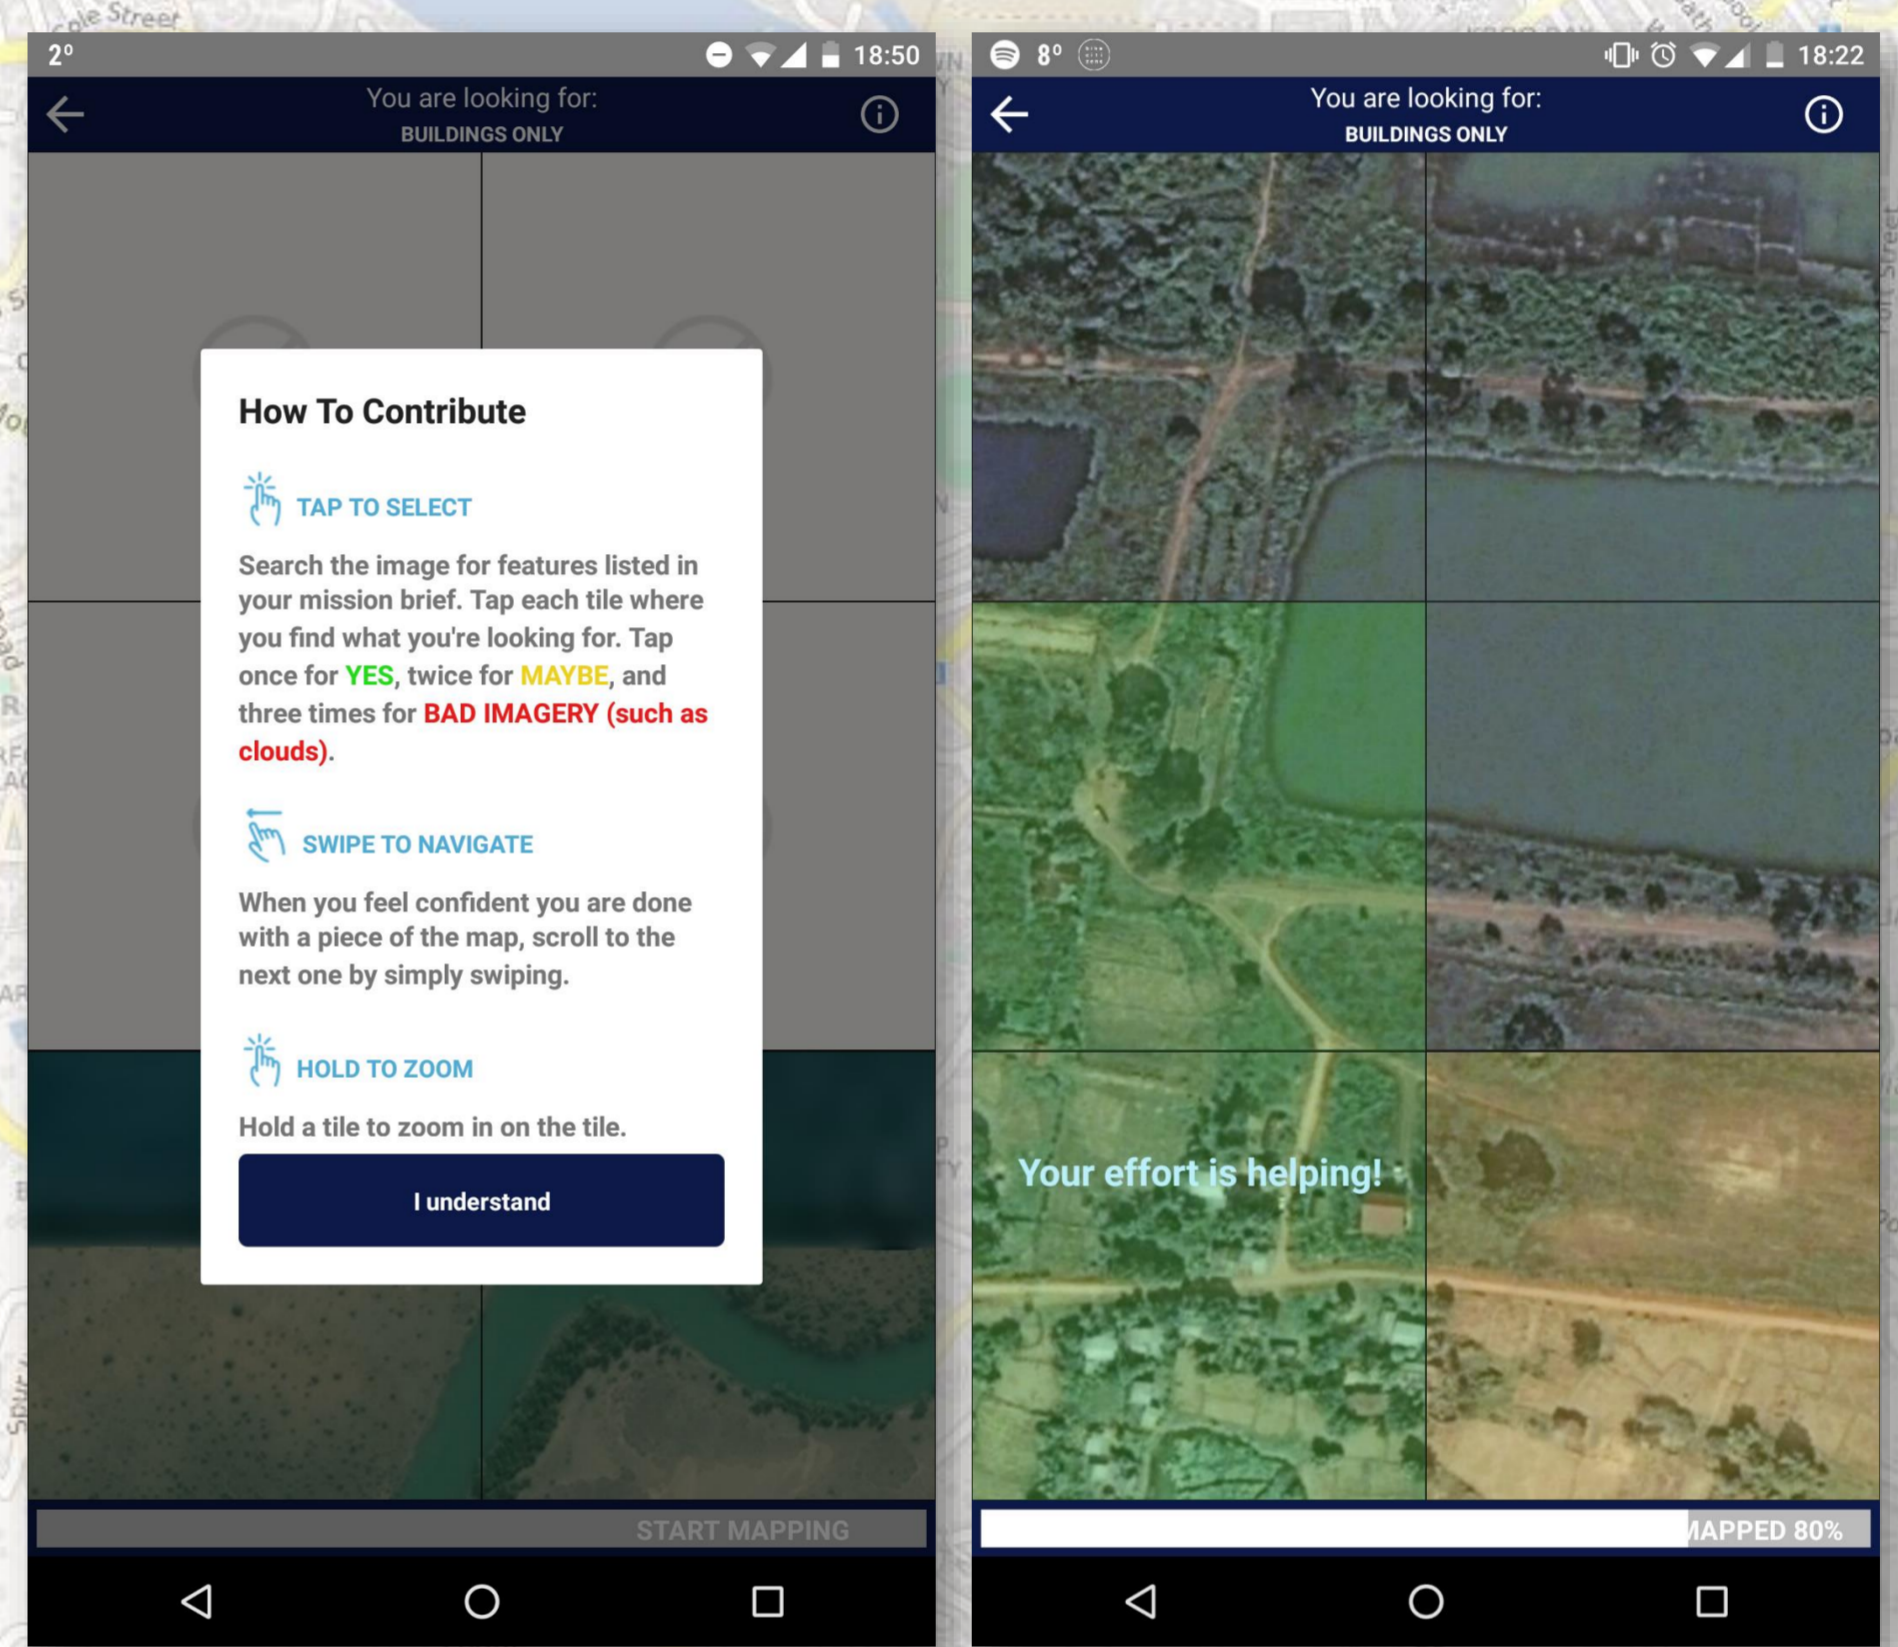 2°
18:50
You are looking for:
BUILDINGS ONLY
How To Contribute
TAP TO SELECT
Search the image for features listed in
your mission brief. Tap each tile where
you find what you're looking for. Tap
once for YES, twice for MAYBE, and
three times for BAD IMAGERY (such as
clouds).
SWIPE TO NAVIGATE
When you feel confident you are done
with a piece of the map, scroll to the
next one by simply swiping.
HOLD TO ZOOM
Hold a tile to zoom in on the tile.
I understand
START MAPPING
8°
18:22
You are looking for:
BUILDINGS ONLY
Your effort is helping!
MAPPED 80%
Street